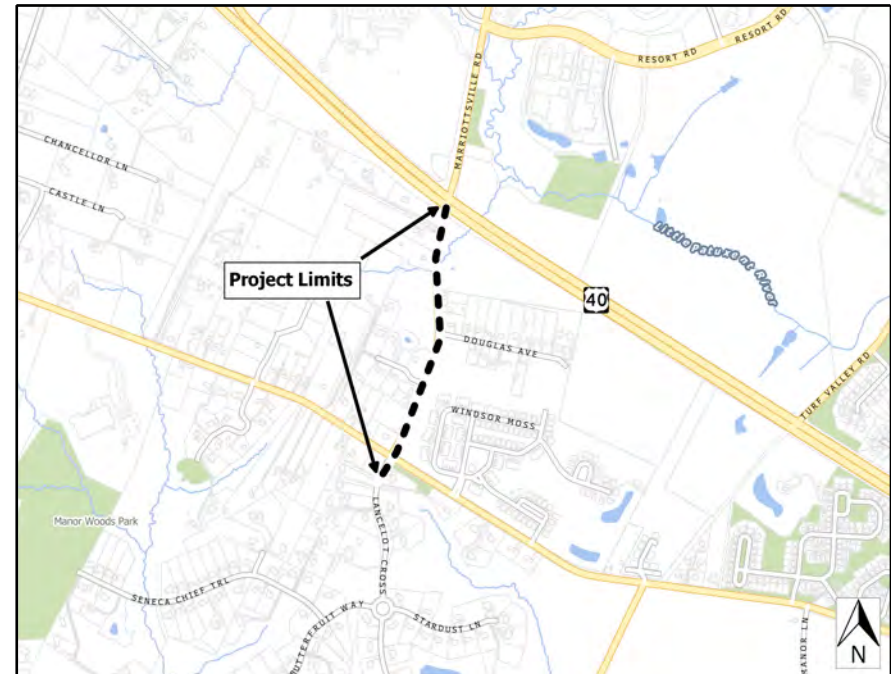 RESORT RD
RESORT RD
MARRIOTTSVILLE RD
CHANCELLOR LN
CASTLE LN
Little Patuxent River
Project Limits
40
DOUGLAS AVE
TURF VALLEY RD
WINDSOR MOSS
Manor Woods Park
LANCELOT CROSS
SENECA CHIEF TRL
UTTERFRUIT WAY
STARDUST LN
MANOR LN
N